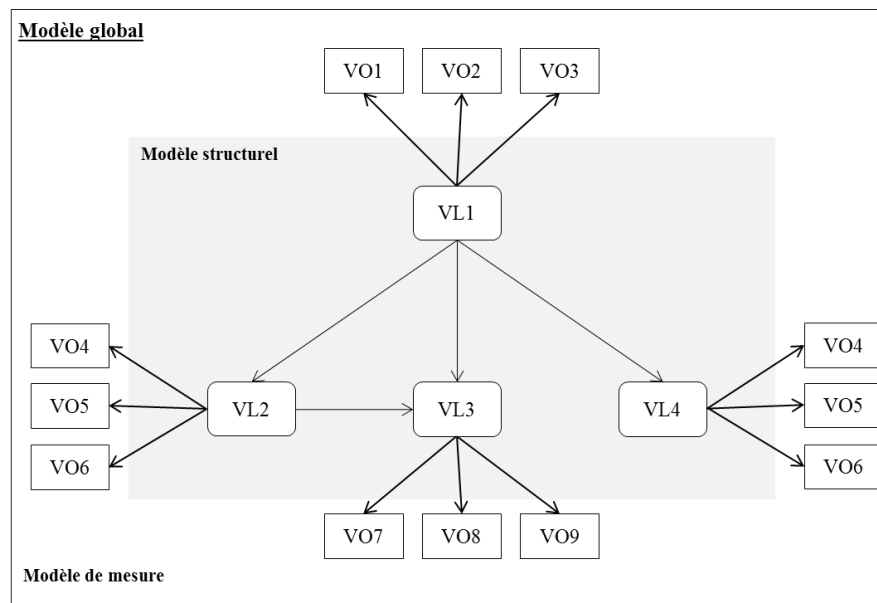 Modèle global
VO1
VO2
VO3
Modèle structurel
VL1
VO4
VO5
VO6
VL2
VL3
VL4
VO4
VO5
VO6
VO7
VO8
VO9
Modèle de mesure